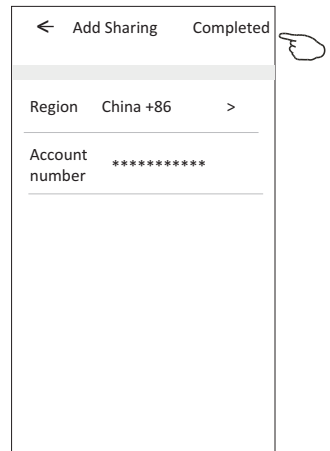 ← Add Sharing Completed
Region China +86 >
Account
number ***********